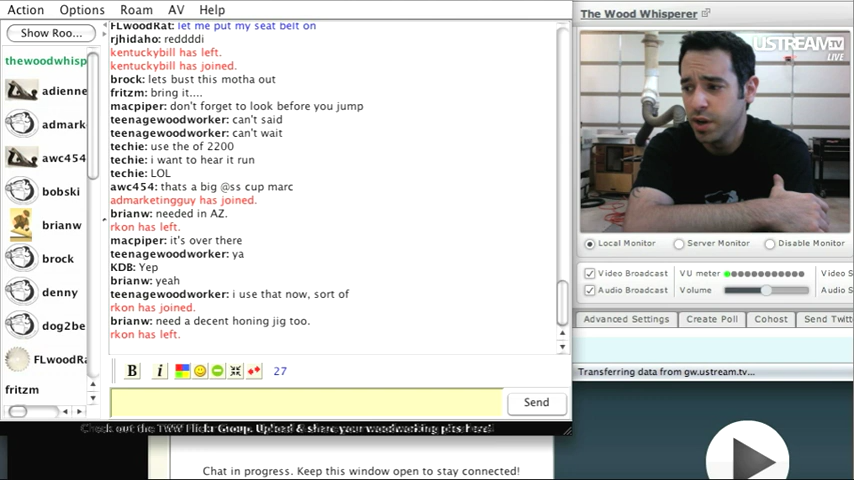 Action Options Roam AV Help
Show Roo...
thewoodwhisp
adienne
admark
awc454
bobski
brianw
brock
denny
dog2be
FLwoodRa
fritzm
FLwoodRat: let me put my seat belt on
rjhidaho: reddddi
kentuckybill has left.
kentuckybill has joined.
brock: lets bust this motha out
fritzm: bring it....
macpiper: don't forget to look before you jump
teenagewoodworker: can't said
teenagewoodworker: can't wait
techie: use the of 2200
techie: i want to hear it run
techie: LOL
awc454: thats a big @ss cup marc
admarketingguy has joined.
brianw: needed in AZ.
rkon has left.
macpiper: it's over there
teenagewoodworker: ya
KDB: Yep
brianw: yeah
teenagewoodworker: i use that now, sort of
rkon has joined.
brianw: need a decent honing jig too.
rkon has left.
B i 27
Send
Check out the TWW Flickr Group. Upload & share your woodworking pics here!
Chat in progress. Keep this window open to stay connected!
The Wood Whisperer
USTREAM TV
LIVE
Local Monitor Server Monitor Disable Monitor
Video Broadcast VU meter Video S
Audio Broadcast Volume Audio S
Advanced Settings Create Poll Cohost Send Twitt
Transferring data from gw.ustream.tv...